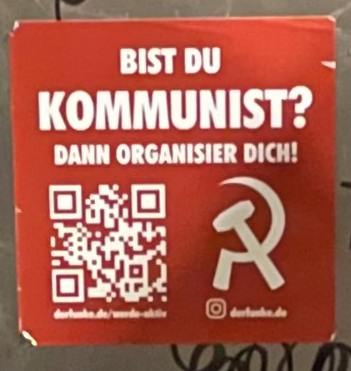 BIST DU
KOMMUNIST?
DANN ORGANISIER DICH!
derfunke.de/werde-aktiv
derfunke.de